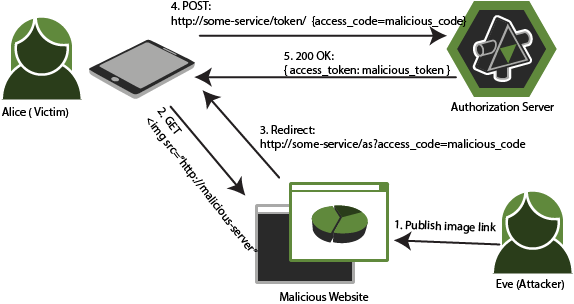 4. POST:
http://some-service/token/ {access_code=malicious_code}
5. 200 OK:
{ access_token: malicious_token }
Alice ( Victim)
Authorization Server
2. GET
<img src="http://malicious-server"
3. Redirect:
http://some-service/as?access_code=malicious_code
1. Publish image link
Malicious Website
Eve (Attacker)